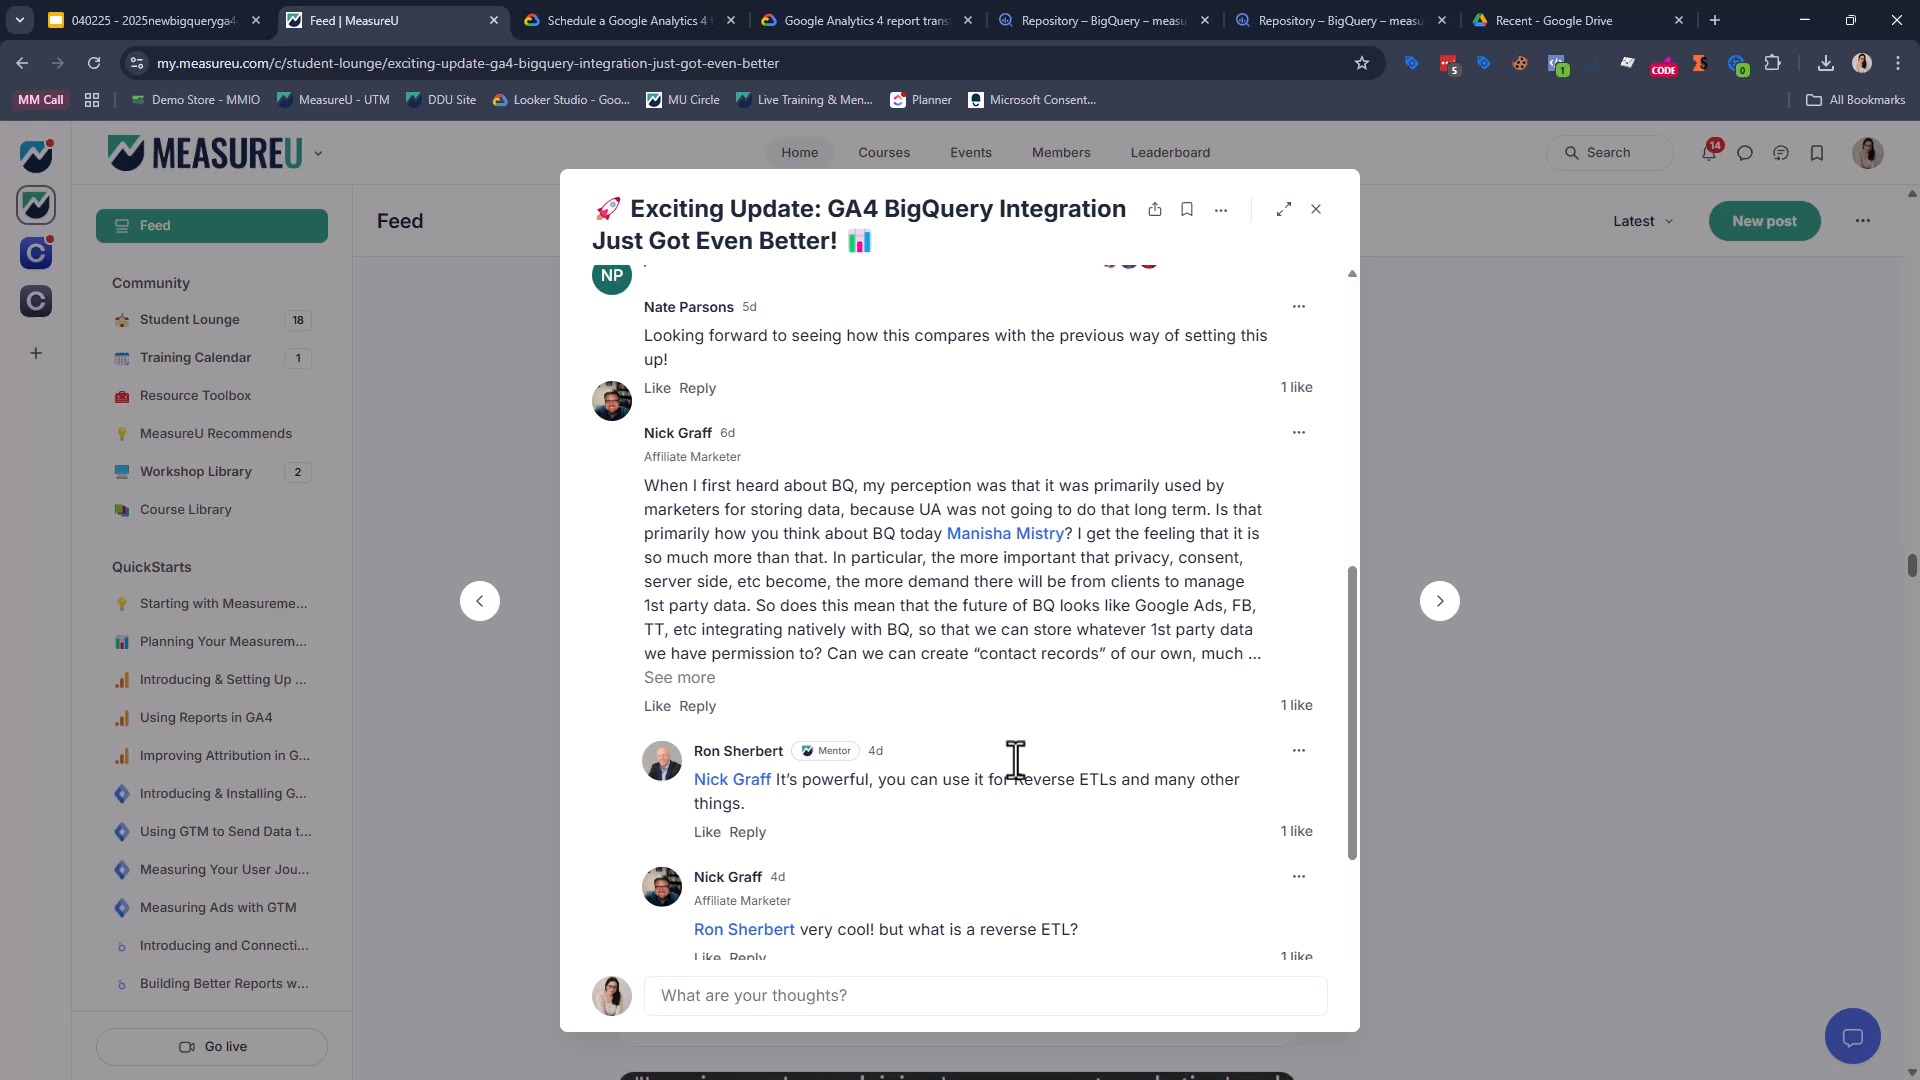 040225 - 2025newbigqueryga4
Feed | MeasureU
Schedule a Google Analytics 4 t
Google Analytics 4 report trans
Repository – BigQuery – measu
Repository – BigQuery – measu
Recent - Google Drive
my.measureu.com/c/student-lounge/exciting-update-ga4-bigquery-integration-just-got-even-better
5
1
CODE
0
MM Call
Demo Store - MMIO
MeasureU - UTM
DDU Site
Looker Studio - Goo...
MU Circle
Live Training & Men...
Planner
Microsoft Consent...
All Bookmarks
MEASUREU
Home
Courses
Events
Members
Leaderboard
Search
14
Feed
Feed
Latest
New post
C
C
Community
Student Lounge
18
Training Calendar
1
Resource Toolbox
MeasureU Recommends
Workshop Library
2
Course Library
QuickStarts
Starting with Measureme...
Planning Your Measurem...
Introducing & Setting Up ...
Using Reports in GA4
Improving Attribution in G...
Introducing & Installing G...
Using GTM to Send Data t...
Measuring Your User Jou...
Measuring Ads with GTM
Introducing and Connecti...
Building Better Reports w...
Go live
🚀 Exciting Update: GA4 BigQuery Integration
Just Got Even Better! 📊
NP
Nate Parsons 5d
Looking forward to seeing how this compares with the previous way of setting this
up!
Like Reply
1 like
Nick Graff 6d
Affiliate Marketer
When I first heard about BQ, my perception was that it was primarily used by
marketers for storing data, because UA was not going to do that long term. Is that
primarily how you think about BQ today Manisha Mistry? I get the feeling that it is
so much more than that. In particular, the more important that privacy, consent,
server side, etc become, the more demand there will be from clients to manage
1st party data. So does this mean that the future of BQ looks like Google Ads, FB,
TT, etc integrating natively with BQ, so that we can store whatever 1st party data
we have permission to? Can we can create “contact records” of our own, much ...
See more
Like Reply
1 like
Ron Sherbert Mentor 4d
Nick Graff It’s powerful, you can use it for Reverse ETLs and many other
things.
Like Reply
1 like
Nick Graff 4d
Affiliate Marketer
Ron Sherbert very cool! but what is a reverse ETL?
Like Reply
1 like
What are your thoughts?